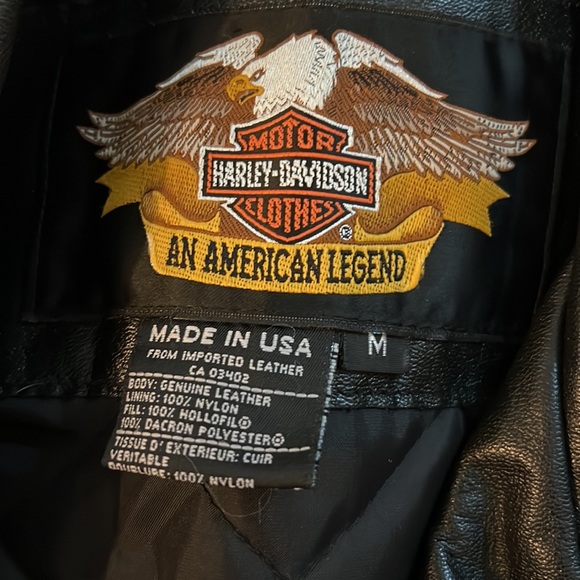 MOTOR
HARLEY-DAVIDSON
CLOTHES
®
AN AMERICAN LEGEND
MADE IN USA
FROM IMPORTED LEATHER
CA 03402
BODY: GENUINE LEATHER
LINING: 100% NYLON
FILL: 100% HOLLOFIL®
100% DACRON POLYESTER®
TISSUE D'EXTERIEUR: CUIR
VERITABLE
DOUBLURE: 100% NYLON
M